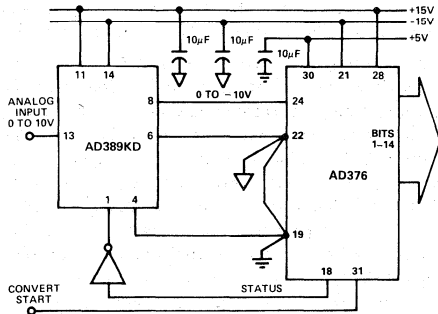 +15V
-15V
+5V
10µF
10µF
10µF
11
14
30
21
28
ANALOG
INPUT
0 TO 10V
13
8
0 TO -10V
24
6
22
AD389KD
BITS
1-14
AD376
1
4
19
18
31
STATUS
CONVERT
START